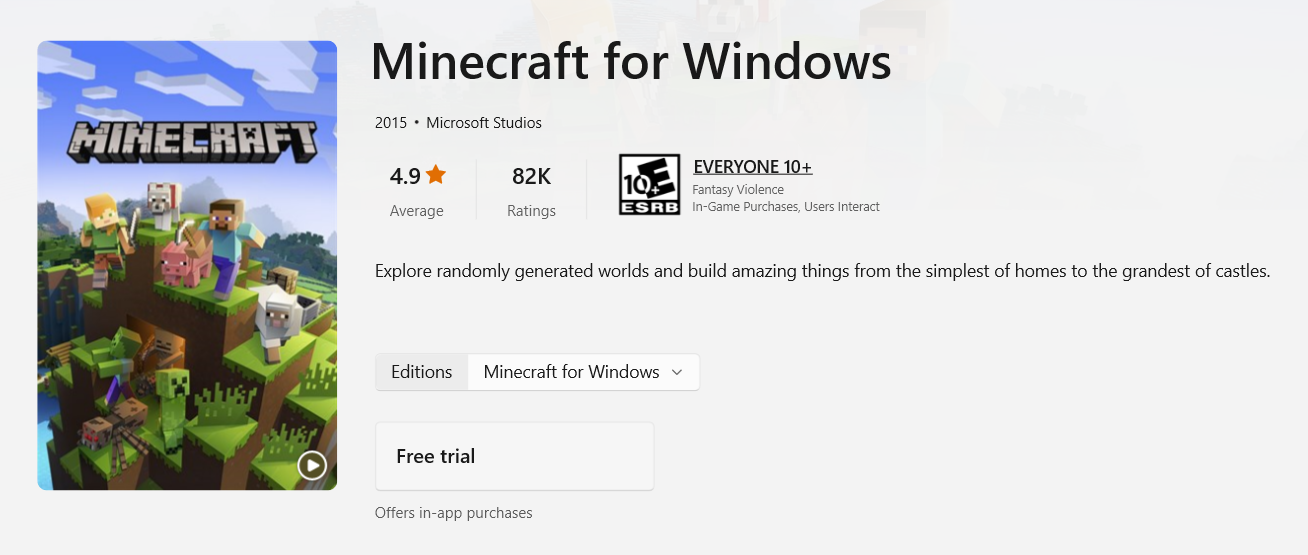 Minecraft for Windows
MINECRAFT
2015 • Microsoft Studios
4.9
Average
82K
Ratings
10+
E
ESRB
EVERYONE 10+
Fantasy Violence
In-Game Purchases, Users Interact
Explore randomly generated worlds and build amazing things from the simplest of homes to the grandest of castles.
Editions Minecraft for Windows
Free trial
Offers in-app purchases